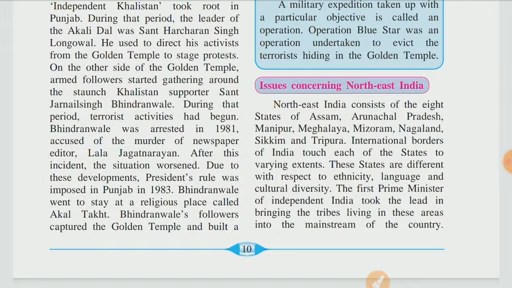 'Independent Khalistan' took root in
Punjab. During that period, the leader of
the Akali Dal was Sant Harcharan Singh
Longowal. He used to direct his activists
from the Golden Temple to stage protests.
On the other side of the Golden Temple,
armed followers started gathering around
the staunch Khalistan supporter Sant
Jarnailsingh Bhindranwale. During that
period, terrorist activities had begun.
Bhindranwale was arrested in 1981,
accused of the murder of newspaper
editor, Lala Jagatnarayan. After this
incident, the situation worsened. Due to
these developments, President's rule was
imposed in Punjab in 1983. Bhindranwale
went to stay at a religious place called
Akal Takht. Bhindranwale's followers
captured the Golden Temple and built a
A military expedition taken up with
a particular objective is called an
operation. Operation Blue Star was an
operation undertaken to evict the
terrorists hiding in the Golden Temple.
Issues concerning North-east India
North-east India consists of the eight
States of Assam, Arunachal Pradesh,
Manipur, Meghalaya, Mizoram, Nagaland,
Sikkim and Tripura. International borders
of India touch each of the States to
varying extents. These States are different
with respect to ethnicity, language and
cultural diversity. The first Prime Minister
of independent India took the lead in
bringing the tribes living in these areas
into the mainstream of the country.
10